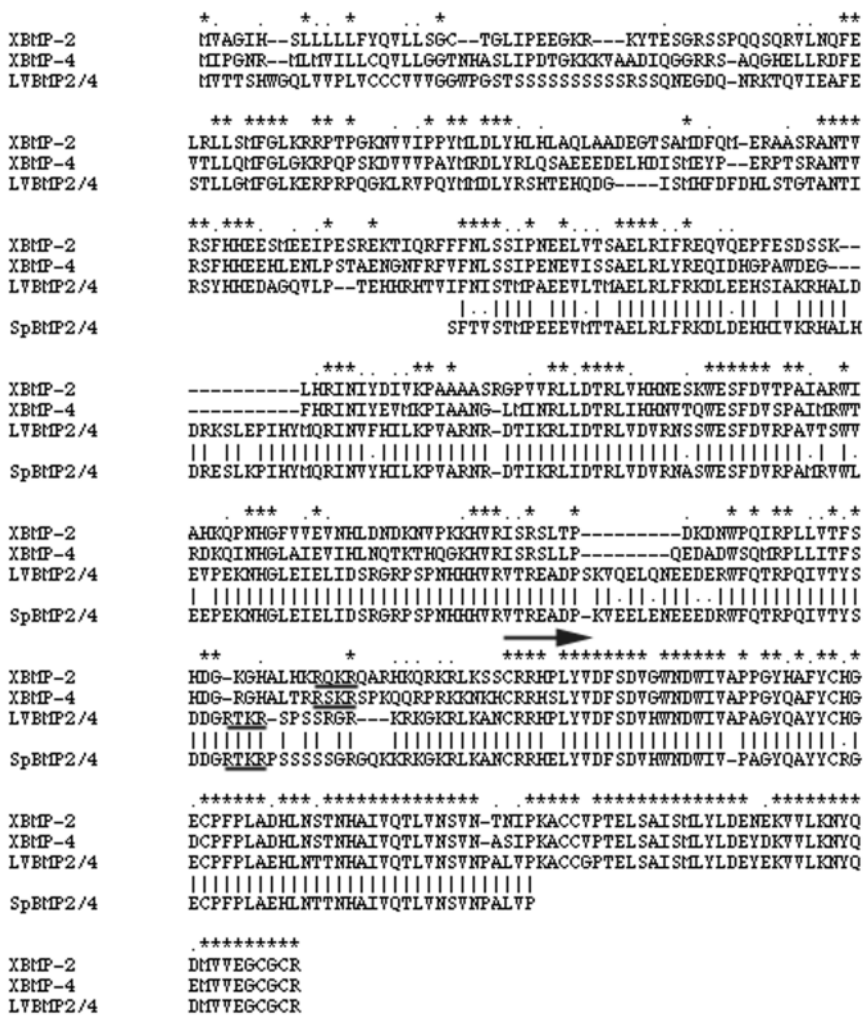 XBMP-2 MVAGIH--SLLLLLFYQVLLSGC--TGLIPEEGKR---KYTESGRSSPQQSQRVLNQFE
XBMP-4 MIPGNR--MLMVILLCQVLLGGTNHASLIPDTGKKKVAADIQGGRRS-AQGHELLRDFE
LVBMP2/4 MVTTSHWGQLVVPLVCCCVVVGGWPGSTSSSSSSSSSSSRSSQNEGDQ-NRKTQVIEAFE
XBMP-2 LRLLSMFGLKRRPTPGKNVVIPPYMLDLYHLHLAQLAADEGTSAMDFQM-ERAASRANTV
XBMP-4 VTLLQMFGLGKRPQPSKDVVVPAYMRDLYRLQSAEEEDELHDISMEYP--ERPTSRANTV
LVBMP2/4 STLLGMFGLKERPRPQGKLRVPQYMMDLYRSHTEHQDG----ISMHFDFDHLSTGTANTI
XBMP-2 RSFHHEESMEEIPESREKTIQRFFFNLSSIPNEELVTSAELRIFREQVQEPFESDSSK--
XBMP-4 RSFHHEEHLENLPSTAENGNFRFVFNLSSIPENEVISSAELRLYREQIDHGPAWDEG---
LVBMP2/4 RSYHHEDAGQVLP--TEHHRHTVIFNISTMPAEEVLTMAELRLFRKDLEEHSIAKRHALD
SpBMP2/4 SFTVSTMPEEEVMTTAELRLFRKDLDEHHIVKRHALH
XBMP-2 ----------LHRINIYDIVKPAAAASRGPVVRLLDTRLVHHNESKWESFDVTPAIARWI
XBMP-4 ----------FHRINIYEVMKPIAANG-LMINRLLDTRLIHHNVTQWESFDVSPAIMRWT
LVBMP2/4 DRKSLEPIHYMQRINVFHILKPVARNR-DTIKRLIDTRLVDVRNSSWESFDVRPAVTSWV
SpBMP2/4 DRESLKPIHYMQRINVYHILKPVARNR-DTIKRLIDTRLVDVRNASWESFDVRPAMRVWL
XBMP-2 AHKQPNHGFVVEVNHLDNDKNVPKKHVRISRSLTP---------DKDNWPQIRPLLVTFS
XBMP-4 RDKQINHGLAIEVIHLNQTKTHQGKHVRISRSLLP---------QEDADWSQMRPLLITFS
LVBMP2/4 EVPEKNHGLEIELIDSRGRPSPNHHHVRVTREADPSKVQELQNEEDERWFQTRPQIVTYS
SpBMP2/4 EEPEKNHGLEIELIDSRGRPSPNHHHVRVTREADP-KVEELENEEEDRWFQTRPQIVTYS
XBMP-2 HDG-KGHALHKRQKRQARHKQRKRLKSSCRRHPLYVDFSDVGWNDWIVAPPGYHAFYCHG
XBMP-4 HDG-RGHALTRRSKRSPKQQRPRKKNKHCRRHSLYVDFSDVGWNDWIVAPPGYQAFYCHG
LVBMP2/4 DDGRTKR-SPSSRGR---KRKGKRLKANCRRHPLYVDFSDVHWNDWIVAPAGYQAYYCHG
SpBMP2/4 DDGRTKRPSSSSSGRGQKKRKGKRLKANCRRHELYVDFSDVHWNDWIV-PAGYQAYYCRG
XBMP-2 ECPFPLADHLNSTNHAIVQTLVNSVN-TNIPKACCVPTELSAISMLYLDENEKVVLKNYQ
XBMP-4 DCPFPLADHLNSTNHAIVQTLVNSVN-ASIPKACCVPTELSAISMLYLDEYDKVVLKNYQ
LVBMP2/4 ECPFPLAEHLNTTNHAIVQTLVNSVNPALVPKACCGPTELSAISMLYLDEYEKVVLKNYQ
SpBMP2/4 ECPFPLAEHLNTTNHAIVQTLVNSVNPALVP
XBMP-2 DMVVEGCGCR
XBMP-4 EMVVEGCGCR
LVBMP2/4 DMVVEGCGCR